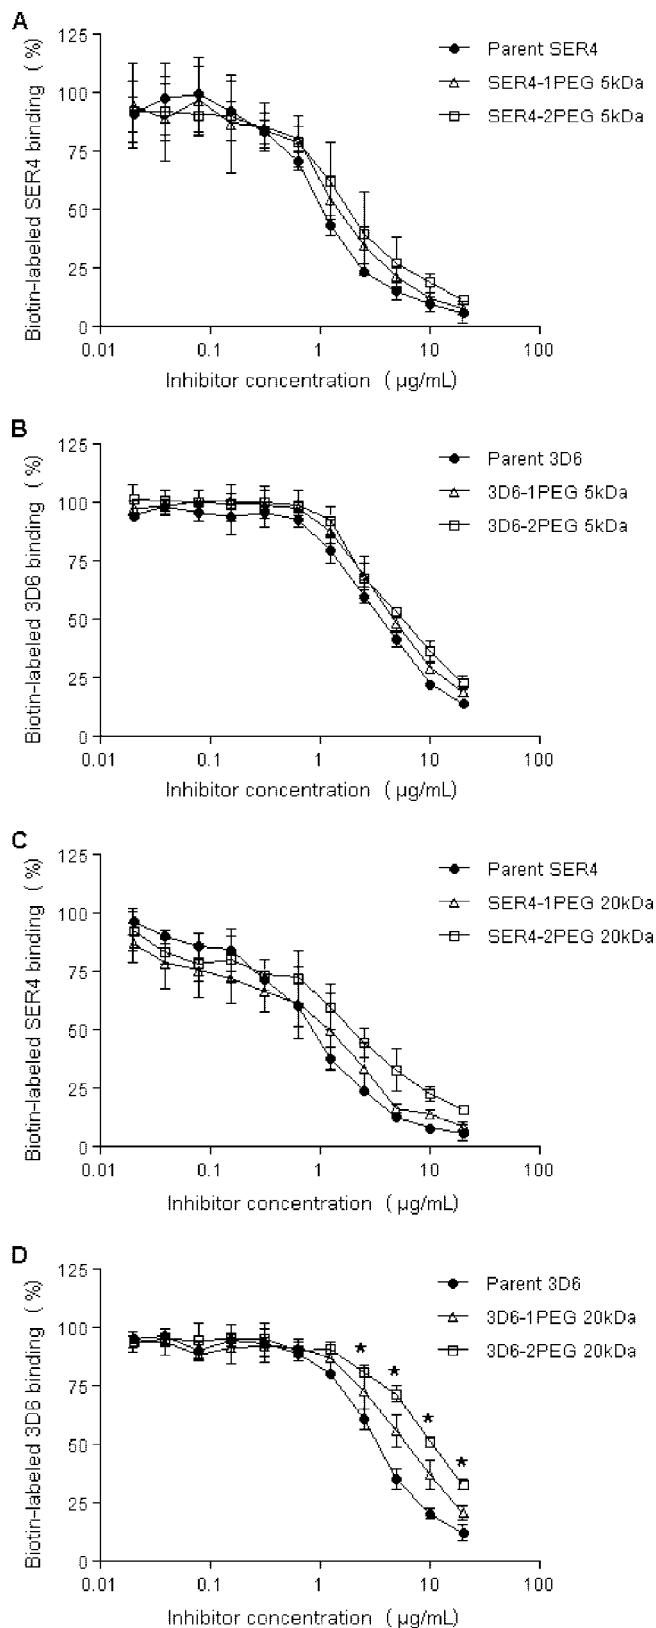 A
Biotin-labeled SER4 binding (%)
125
100
75
50
25
0
0.01 0.1 1 10 100
Inhibitor concentration (µg/mL)
Parent SER4
SER4-1PEG 5kDa
SER4-2PEG 5kDa
B
Biotin-labeled 3D6 binding (%)
125
100
75
50
25
0
0.01 0.1 1 10 100
Inhibitor concentration (µg/mL)
Parent 3D6
3D6-1PEG 5kDa
3D6-2PEG 5kDa
C
Biotin-labeled SER4 binding (%)
125
100
75
50
25
0
0.01 0.1 1 10 100
Inhibitor concentration (µg/mL)
Parent SER4
SER4-1PEG 20kDa
SER4-2PEG 20kDa
D
Biotin-labeled 3D6 binding (%)
125
100
75
50
25
0
0.01 0.1 1 10 100
Inhibitor concentration (µg/mL)
Parent 3D6
3D6-1PEG 20kDa
3D6-2PEG 20kDa
* * * *